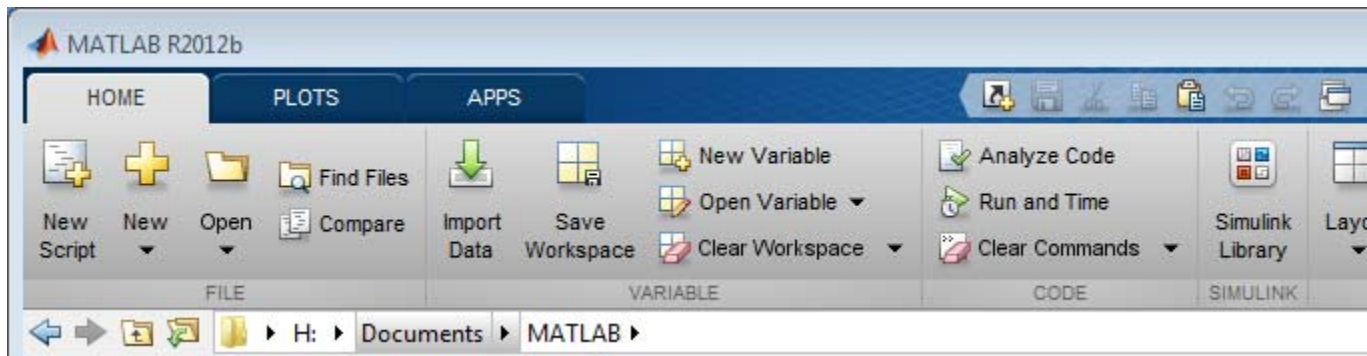 MATLAB R2012b
HOME PLOTS APPS
New Script
New
Open
Find Files
Compare
Import Data
Save Workspace
New Variable
Open Variable
Clear Workspace
Analyze Code
Run and Time
Clear Commands
Simulink Library
FILE VARIABLE CODE SIMULINK
H: Documents MATLAB